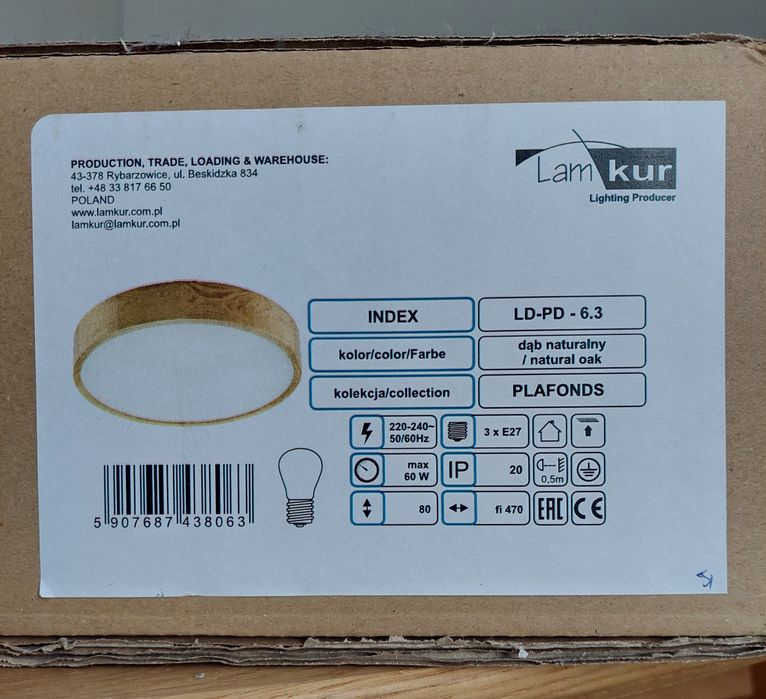 PRODUCTION, TRADE, LOADING & WAREHOUSE:
43-378 Rybarzowice, ul. Beskidzka 834
tel. +48 33 817 66 50
POLAND
www.lamkur.com.pl
lamkur@lamkur.com.pl
Lam kur
Lighting Producer
INDEX
LD-PD - 6.3
kolor/color/Farbe
dąb naturalny
/ natural oak
kolekcja/collection
PLAFONDS
220-240~
50/60Hz
3 x E27
max
60 W
IP
20
0,5m
80
fi 470
EAC
CE
5 907687 438063